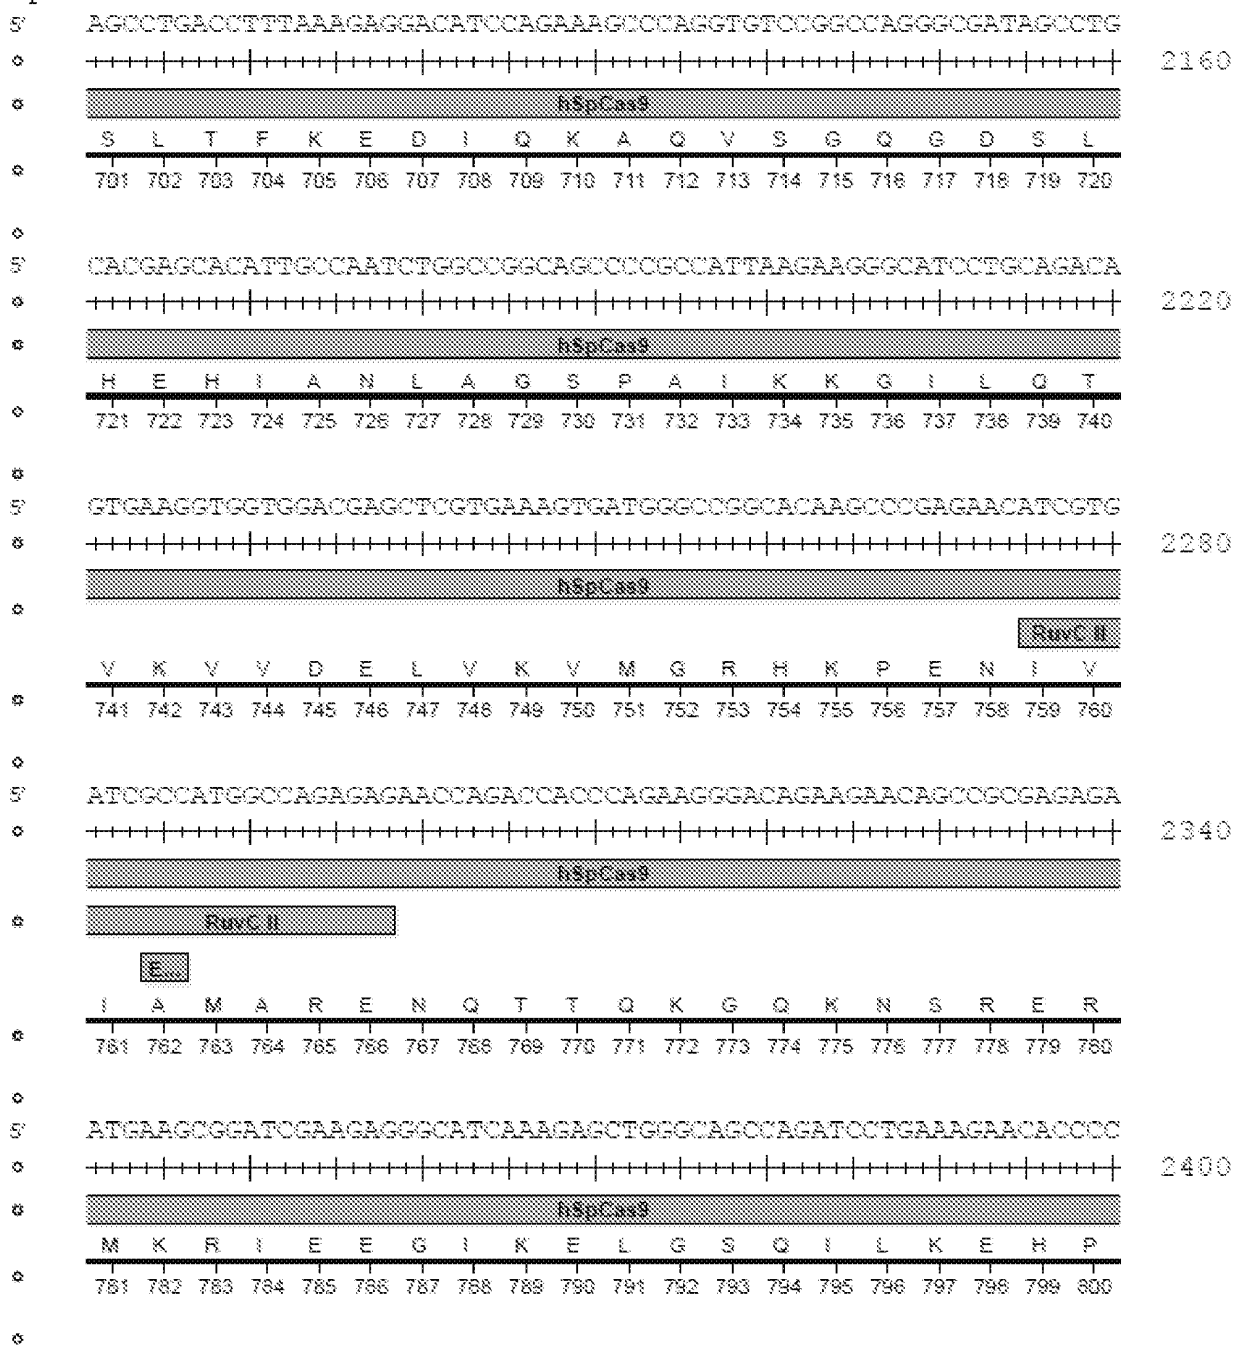 5' AGCCTGACCTTTAAAGAGGACATCCAGAAAGCCCAGGTGTCCGGCCAGGGCGATAGCCTG
2160
hSpCas9
S L T F K E D I Q K A Q V S G Q G D S L
701 702 703 704 705 706 707 708 709 710 711 712 713 714 715 716 717 718 719 720
5' CACGAGCACATTGCCAATCTGGCCGGCAGCCCCGCCATTAAGAAGGGCATCCTGCAGACA
2220
hSpCas9
H E H I A N L A G S P A I K K G I L Q T
721 722 723 724 725 726 727 728 729 730 731 732 733 734 735 736 737 738 739 740
5' GTGAAGGTGGTGGACGAGCTCGTGAAAGTGATGGGCCGGCACAAGCCCGAGAACATCGTG
2280
hSpCas9
RuvC II
V K V V D E L V K V M G R H K P E N I V
741 742 743 744 745 746 747 748 749 750 751 752 753 754 755 756 757 758 759 760
5' ATCGCCATGGCCAGAGAGAACCAGACCACCCAGAAGGGACAGAAGAACAGCCGCGAGAGA
2340
hSpCas9
RuvC II
E...
I A M A R E N Q T T Q K G Q K N S R E R
761 762 763 764 765 766 767 768 769 770 771 772 773 774 775 776 777 778 779 780
5' ATGAAGCGGATCGAAGAGGGCATCAAAGAGCTGGGCAGCCAGATCCTGAAAGAACACCCC
2400
hSpCas9
M K R I E E G I K E L G S Q I L K E H P
781 782 783 784 785 786 787 788 789 790 791 792 793 794 795 796 797 798 799 800